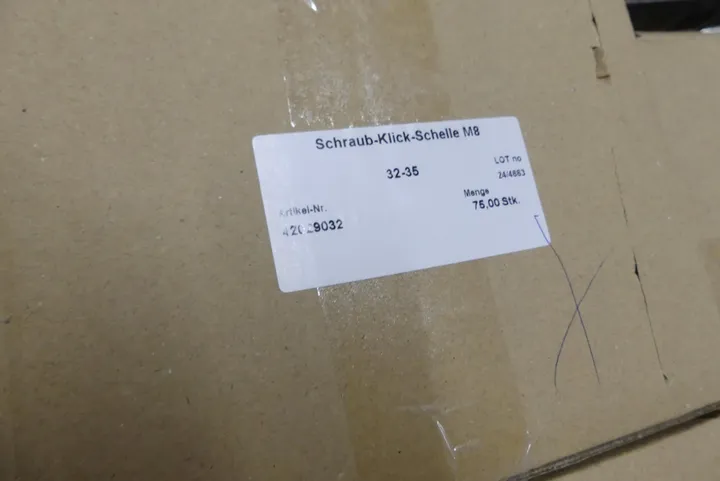 Schraub-Klick-Schelle M8
32-35
LOT no
24/4863
Artikel-Nr.
Menge
75,00 Stk.